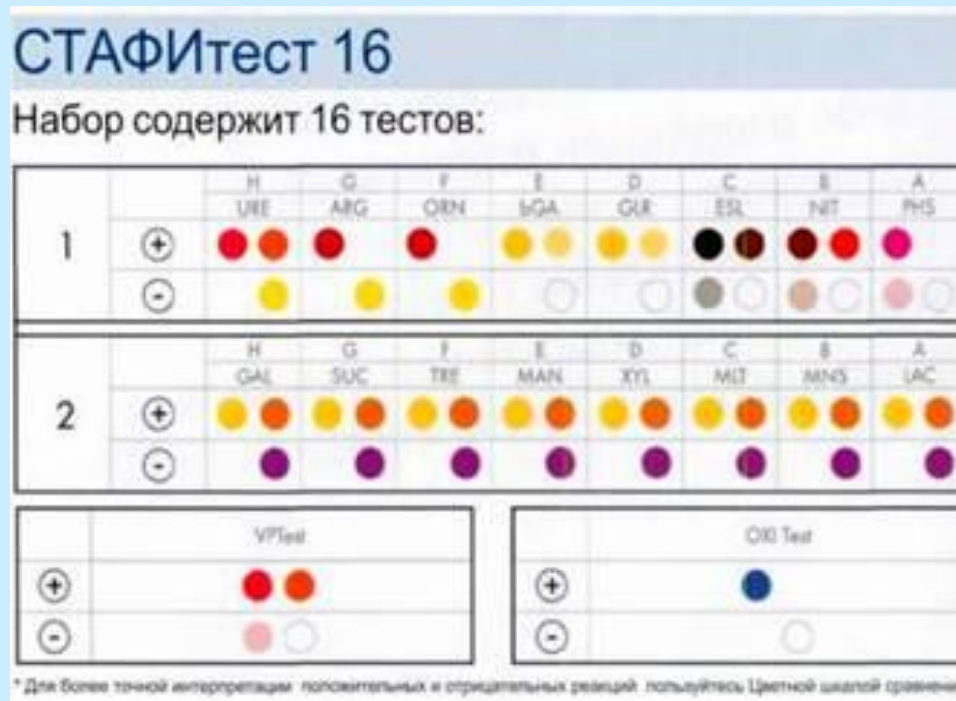 СТАФИтест 16
Набор содержит 16 тестов:
H G F E D C B A
URE ARG ORN bGA GLR ESL NIT PHS
1
+
-
H G F E D C B A
GAL SUC TRE MAN XYL MLT MNS LAC
2
+
-
VPTest OXI Test
+ +
- -
* Для более точной интерпретации положительных и отрицательных реакций пользуйтесь Цветной шкалой сравнени